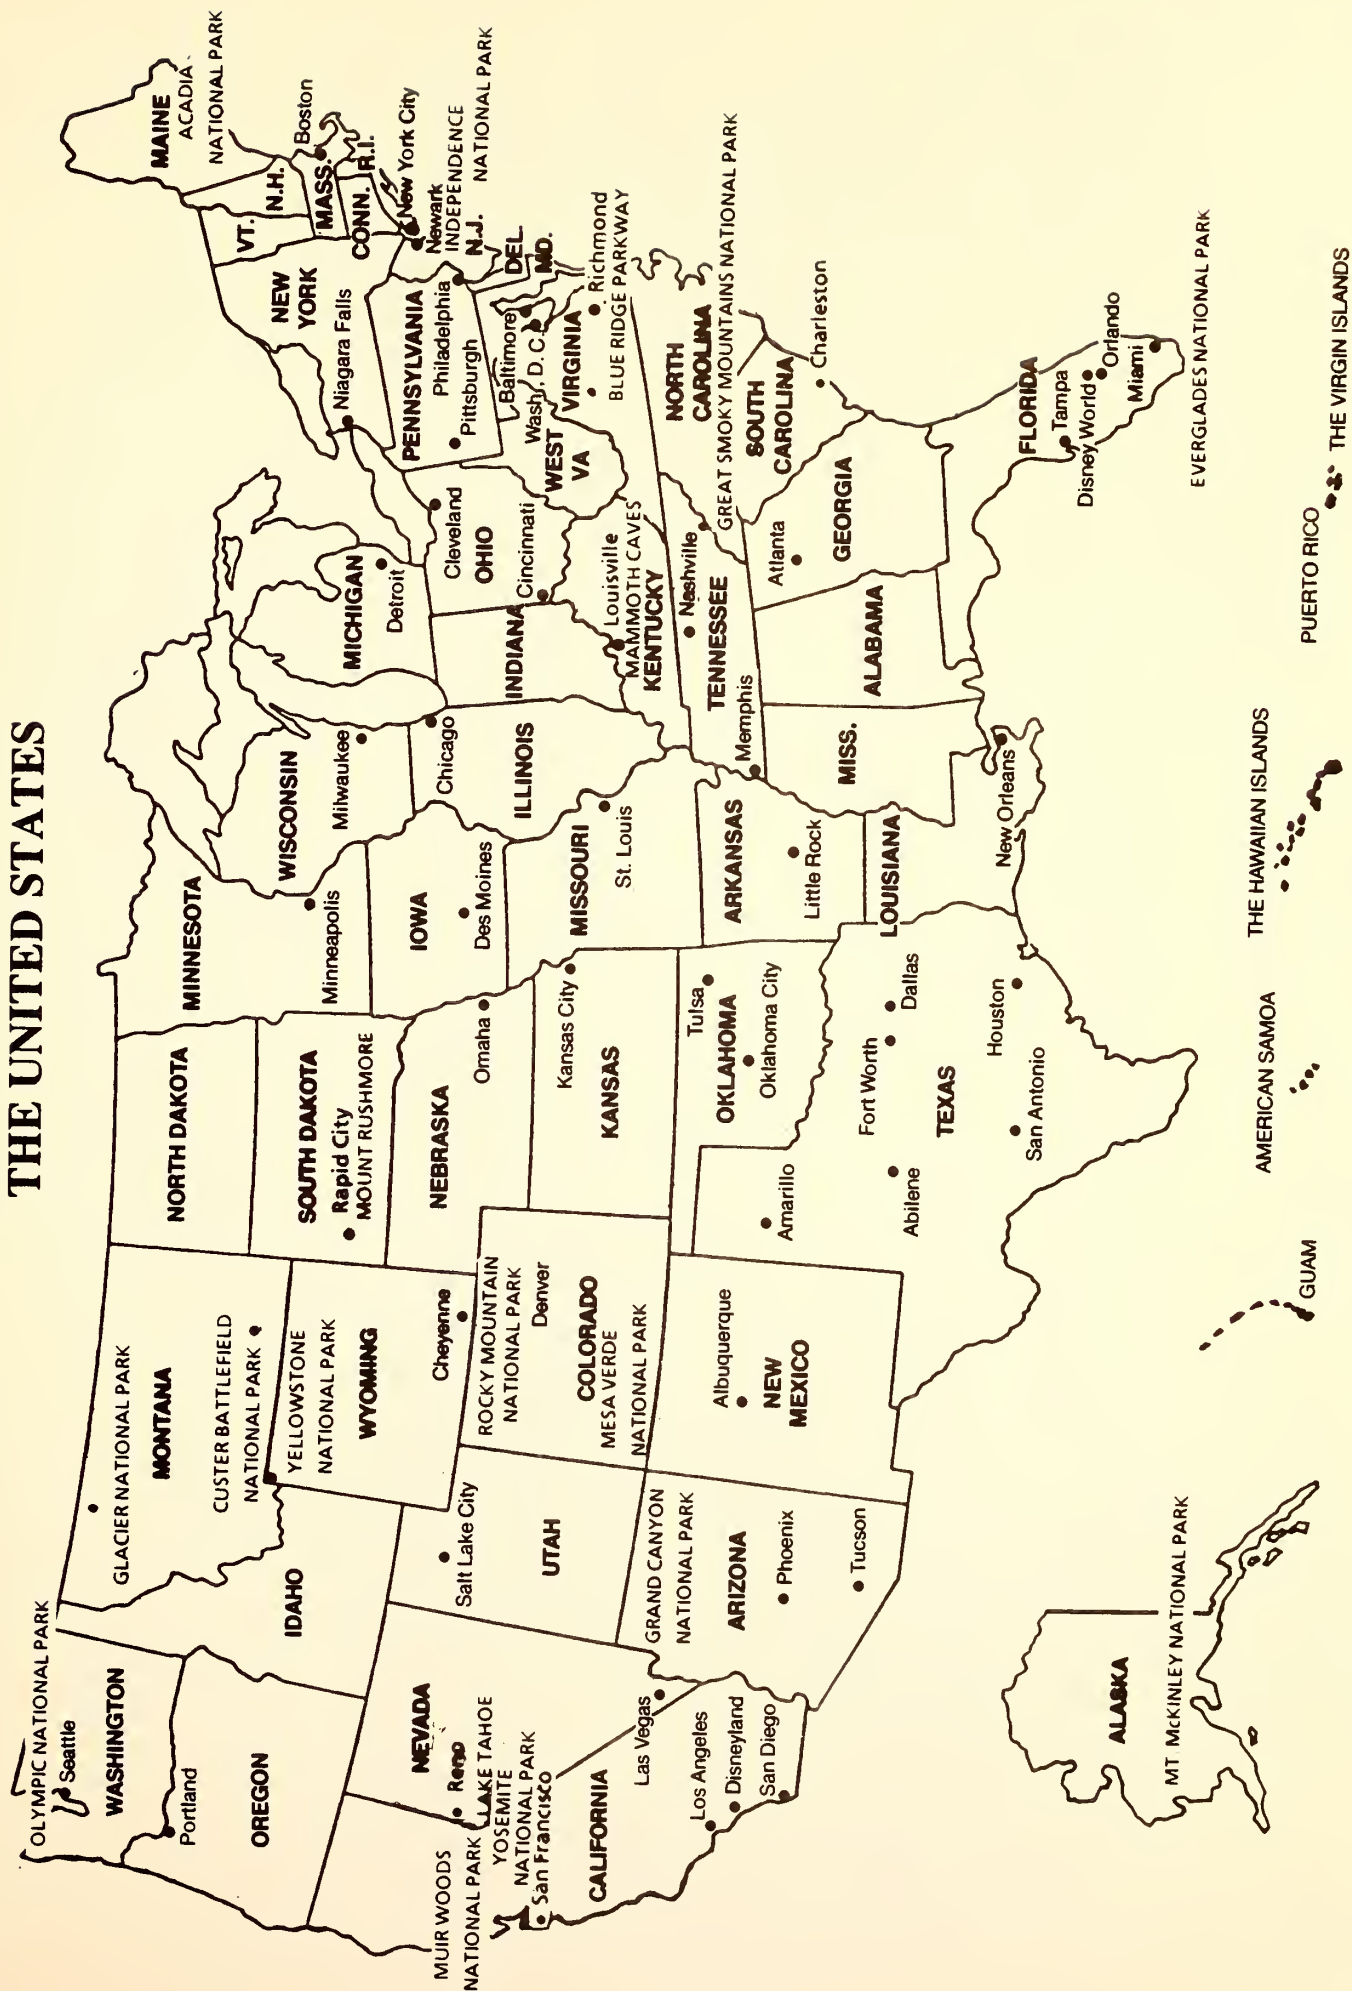 THE UNITED STATES
OLYMPIC NATIONAL PARK
Seattle
WASHINGTON
Portland
OREGON
IDAHO
GLACIER NATIONAL PARK
MONTANA
CUSTER BATTLEFIELD
NATIONAL PARK
YELLOWSTONE
NATIONAL PARK
WYOMING
Cheyenne
NORTH DAKOTA
SOUTH DAKOTA
Rapid City
MOUNT RUSHMORE
NEBRASKA
Omaha
MINNESOTA
Minneapolis
WISCONSIN
Milwaukee
IOWA
Des Moines
MICHIGAN
Detroit
Chicago
ILLINOIS
INDIANA
Cleveland
OHIO
Cincinnati
MAINE
ACADIA
NATIONAL PARK
VT.
N.H.
MASS.
Boston
CONN.
R.I.
NEW
YORK
Niagara Falls
New York City
Newark
INDEPENDENCE
NATIONAL PARK
N.J.
PENNSYLVANIA
Philadelphia
Pittsburgh
DEL.
MD.
Baltimore
Wash, D. C.
WEST
VA
VIRGINIA
Richmond
BLUE RIDGE PARKWAY
MUIR WOODS
NATIONAL PARK
NEVADA
Reno
LAKE TAHOE
YOSEMITE
NATIONAL PARK
San Francisco
CALIFORNIA
Las Vegas
Los Angeles
Disneyland
San Diego
Salt Lake City
UTAH
ROCKY MOUNTAIN
NATIONAL PARK
Denver
COLORADO
MESA VERDE
NATIONAL PARK
GRAND CANYON
NATIONAL PARK
ARIZONA
Phoenix
Tucson
Albuquerque
NEW
MEXICO
Kansas City
KANSAS
MISSOURI
St. Louis
Tulsa
OKLAHOMA
Oklahoma City
ARKANSAS
Little Rock
Louisville
MAMMOTH CAVES
KENTUCKY
Nashville
TENNESSEE
Memphis
NORTH
CAROLINA
GREAT SMOKY MOUNTAINS NATIONAL PARK
SOUTH
CAROLINA
Charleston
Atlanta
GEORGIA
ALABAMA
MISS.
LOUISIANA
New Orleans
Amarillo
Fort Worth
Dallas
Abilene
TEXAS
Houston
San Antonio
FLORIDA
Tampa
Disney World
Orlando
Miami
EVERGLADES NATIONAL PARK
ALASKA
MT. McKINLEY NATIONAL PARK
GUAM
AMERICAN SAMOA
THE HAWAIIAN ISLANDS
PUERTO RICO
THE VIRGIN ISLANDS